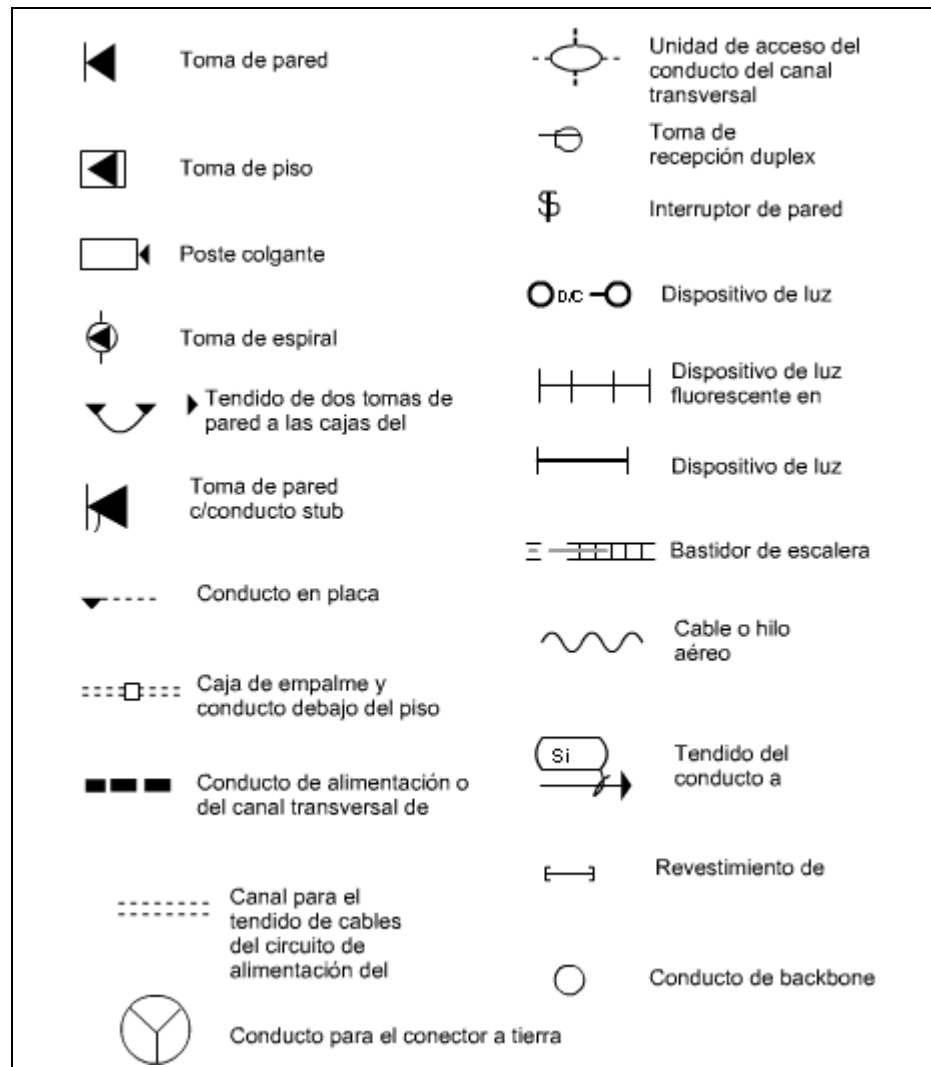 Toma de pared
Toma de piso
Poste colgante
Toma de espiral
Tendido de dos tomas de
pared a las cajas del
Toma de pared
c/conducto stub
Conducto en placa
Caja de empalme y
conducto debajo del piso
Conducto de alimentación o
del canal transversal de
Canal para el
tendido de cables
del circuito de
alimentación del
Conducto para el conector a tierra
Unidad de acceso del
conducto del canal
transversal
Toma de
recepción duplex
$
Interruptor de pared
D/C
Dispositivo de luz
Dispositivo de luz
fluorescente en
Dispositivo de luz
Bastidor de escalera
Cable o hilo
aéreo
Si
Tendido del
conducto a
Revestimiento de
Conducto de backbone